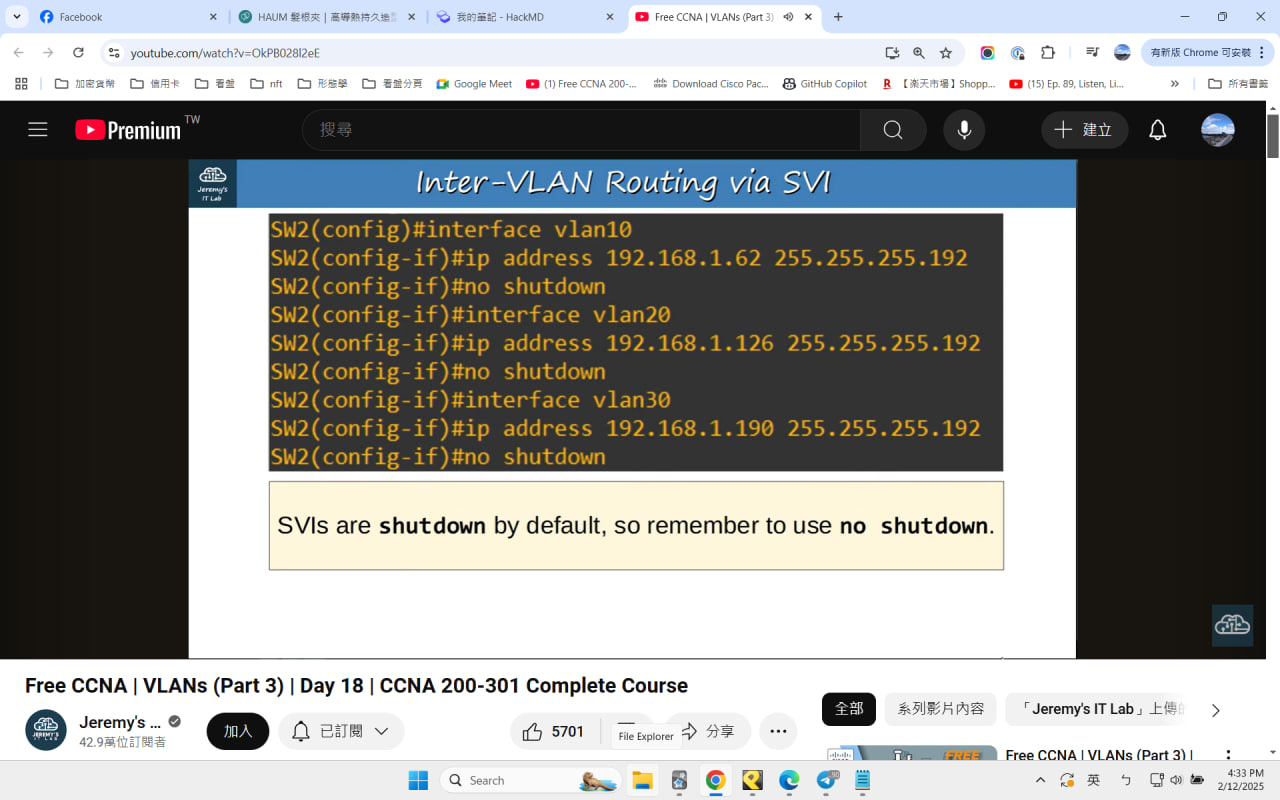 Facebook
HAUM 鬆根夾｜高導熱持久造型
我的筆記 - HackMD
Free CCNA | VLANs (Part 3)
youtube.com/watch?v=OkPB028l2eE
有新版 Chrome 可安裝
加密貨幣
信用卡
看盤
nft
形態學
看盤分頁
Google Meet
(1) Free CCNA 200-...
Download Cisco Pac...
GitHub Copilot
【楽天市場】Shopp...
(15) Ep. 89, Listen, Li...
所有書籤
Premium TW
搜尋
建立
Jeremy's
IT Lab
Inter-VLAN Routing via SVI
SW2(config)#interface vlan10
SW2(config-if)#ip address 192.168.1.62 255.255.255.192
SW2(config-if)#no shutdown
SW2(config-if)#interface vlan20
SW2(config-if)#ip address 192.168.1.126 255.255.255.192
SW2(config-if)#no shutdown
SW2(config-if)#interface vlan30
SW2(config-if)#ip address 192.168.1.190 255.255.255.192
SW2(config-if)#no shutdown
SVIs are shutdown by default, so remember to use no shutdown.
Free CCNA | VLANs (Part 3) | Day 18 | CCNA 200-301 Complete Course
Jeremy's ...
42.9萬位訂閱者
加入
已訂閱
5701
分享
File Explorer
全部
系列影片內容
「Jeremy's IT Lab」上傳的
Free CCNA | VLANs (Part 3) |
Search
英
ㄅ
4:33 PM
2/12/2025